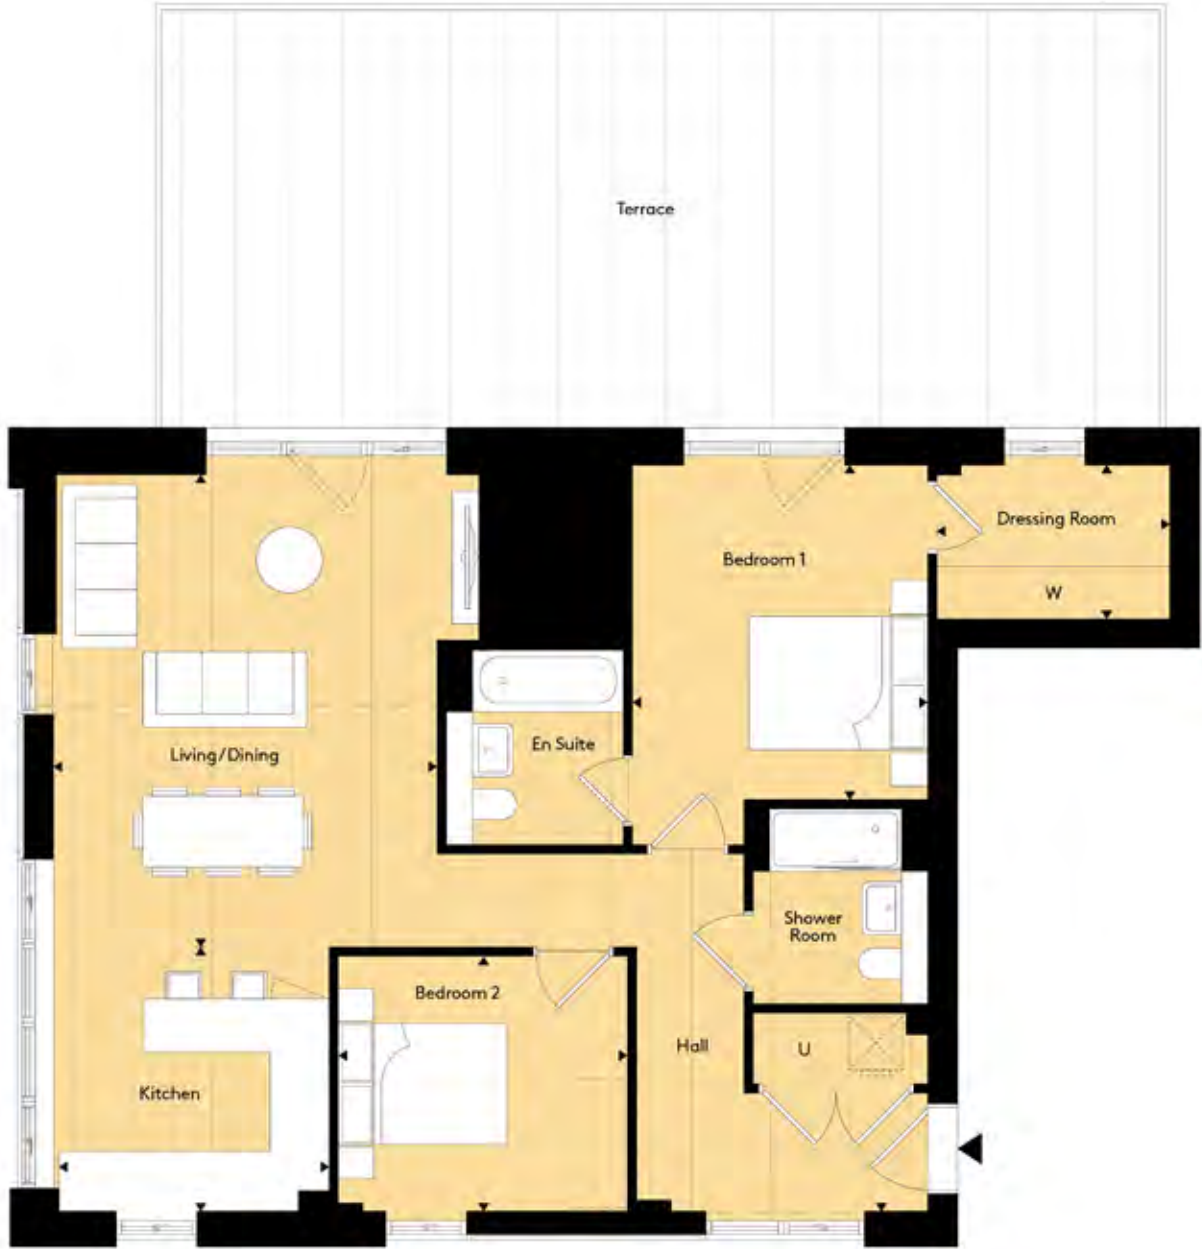 Terrace
Dressing Room
Bedroom 1
W
En Suite
Living/Dining
Shower
Room
Bedroom 2
Hall
U
Kitchen